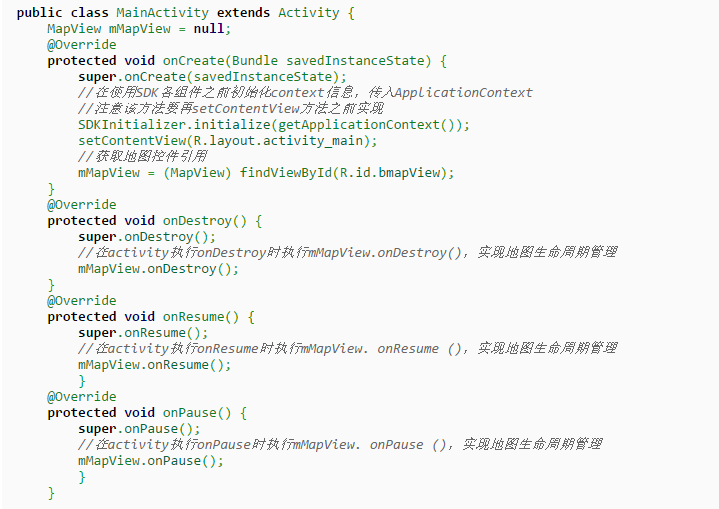 public class MainActivity extends Activity {
    MapView mMapView = null;
    @Override
    protected void onCreate(Bundle savedInstanceState) {
        super.onCreate(savedInstanceState);
        //在使用SDK各组件之前初始化context信息，传入ApplicationContext
        //注意该方法要再setContentView方法之前实现
        SDKInitializer.initialize(getApplicationContext());
        setContentView(R.layout.activity_main);
        //获取地图控件引用
        mMapView = (MapView) findViewById(R.id.bmapView);
    }
    @Override
    protected void onDestroy() {
        super.onDestroy();
        //在activity执行onDestroy时执行mMapView.onDestroy()，实现地图生命周期管理
        mMapView.onDestroy();
    }
    @Override
    protected void onResume() {
        super.onResume();
        //在activity执行onResume时执行mMapView. onResume ()，实现地图生命周期管理
        mMapView.onResume();
        }
    @Override
    protected void onPause() {
        super.onPause();
        //在activity执行onPause时执行mMapView. onPause ()，实现地图生命周期管理
        mMapView.onPause();
        }
    }